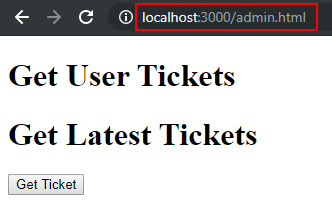 localhost:3000/admin.html
Get User Tickets
Get Latest Tickets
Get Ticket